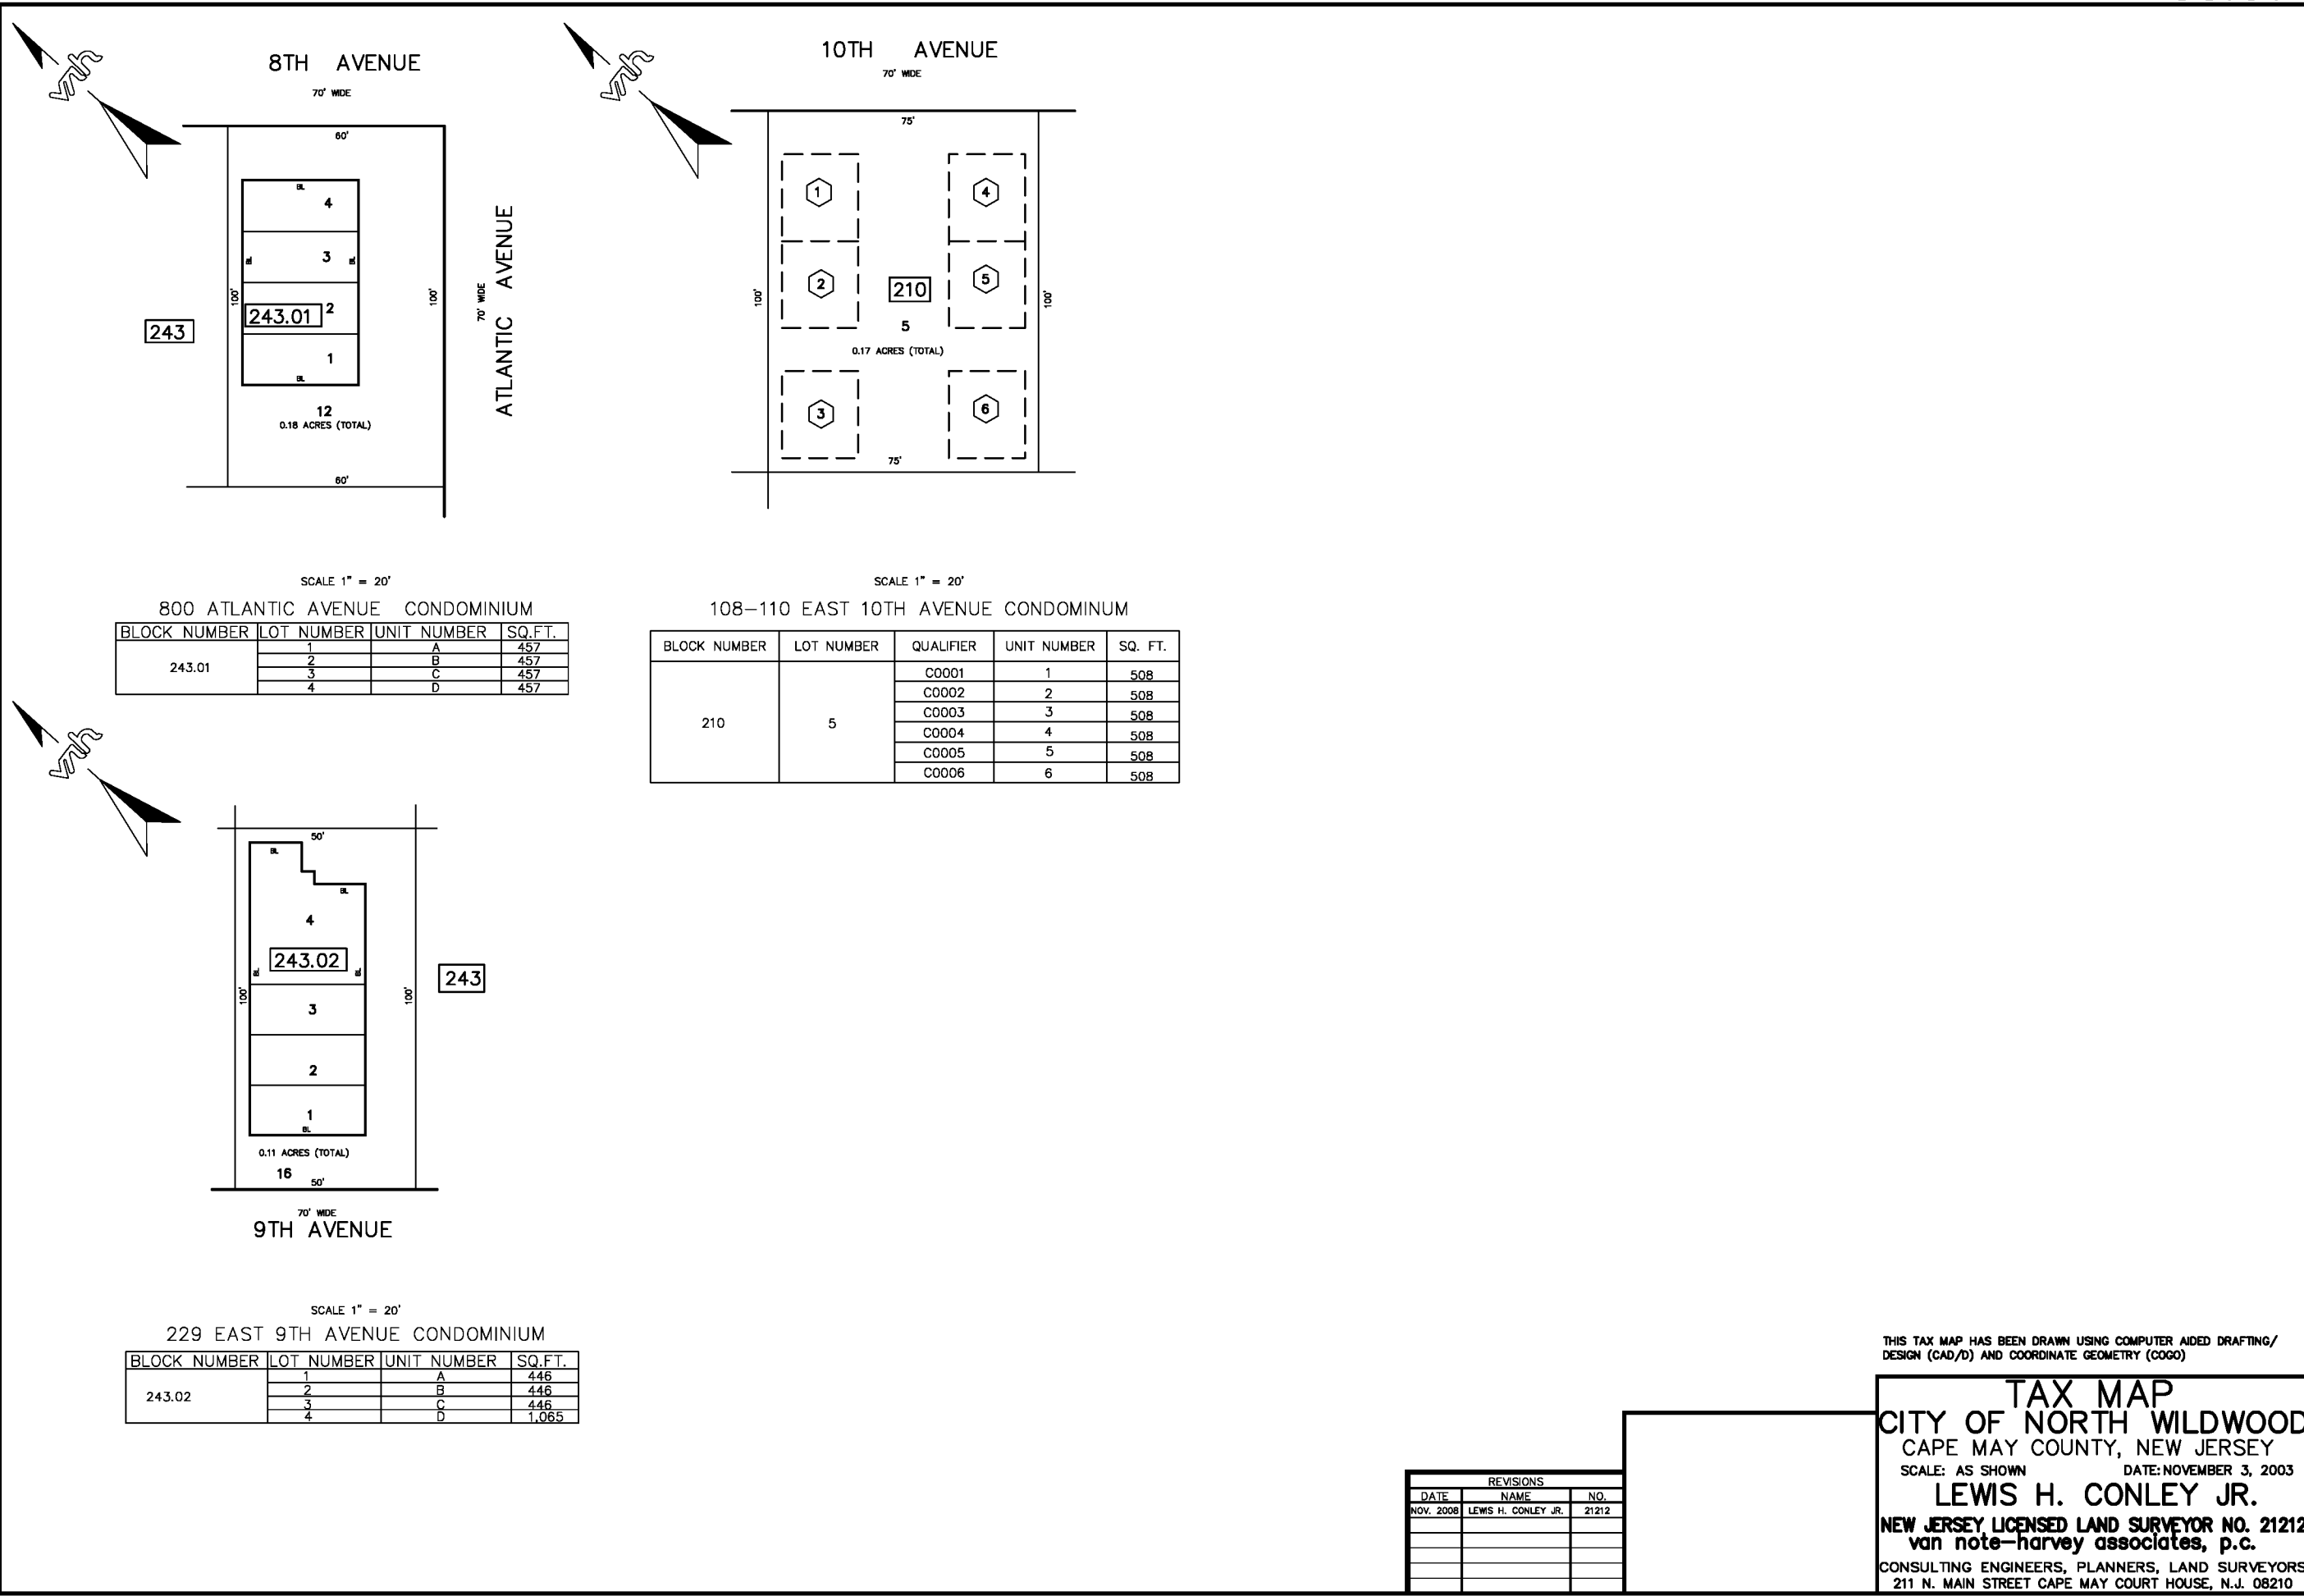 8TH AVENUE
70' WIDE
60'
BL
4
BL
3
BL
100'
243.01
2
100'
243
1
BL
12
0.18 ACRES (TOTAL)
60'
70' WIDE
ATLANTIC AVENUE
SCALE 1" = 20'
800 ATLANTIC AVENUE CONDOMINIUM
BLOCK NUMBER LOT NUMBER UNIT NUMBER SQ.FT.
243.01
1 A 457
2 B 457
3 C 457
4 D 457
10TH AVENUE
70' WIDE
75'
1
4
2
5
100'
210
100'
5
0.17 ACRES (TOTAL)
3
6
75'
SCALE 1" = 20'
108-110 EAST 10TH AVENUE CONDOMINUM
BLOCK NUMBER LOT NUMBER QUALIFIER UNIT NUMBER SQ. FT.
210 5
C0001 1 508
C0002 2 508
C0003 3 508
C0004 4 508
C0005 5 508
C0006 6 508
50'
BL
BL
4
243.02
BL
BL
243
100'
100'
3
2
1
BL
0.11 ACRES (TOTAL)
16
50'
70' WIDE
9TH AVENUE
SCALE 1" = 20'
229 EAST 9TH AVENUE CONDOMINIUM
BLOCK NUMBER LOT NUMBER UNIT NUMBER SQ.FT.
243.02
1 A 446
2 B 446
3 C 446
4 D 1,065
REVISIONS
DATE NAME NO.
NOV. 2008 LEWIS H. CONLEY JR. 21212
THIS TAX MAP HAS BEEN DRAWN USING COMPUTER AIDED DRAFTING/
DESIGN (CAD/D) AND COORDINATE GEOMETRY (COGO)
TAX MAP
CITY OF NORTH WILDWOOD
CAPE MAY COUNTY, NEW JERSEY
SCALE: AS SHOWN DATE: NOVEMBER 3, 2003
LEWIS H. CONLEY JR.
NEW JERSEY LICENSED LAND SURVEYOR NO. 21212
van note-harvey associates, p.c.
CONSULTING ENGINEERS, PLANNERS, LAND SURVEYORS
211 N. MAIN STREET CAPE MAY COURT HOUSE, N.J. 08210